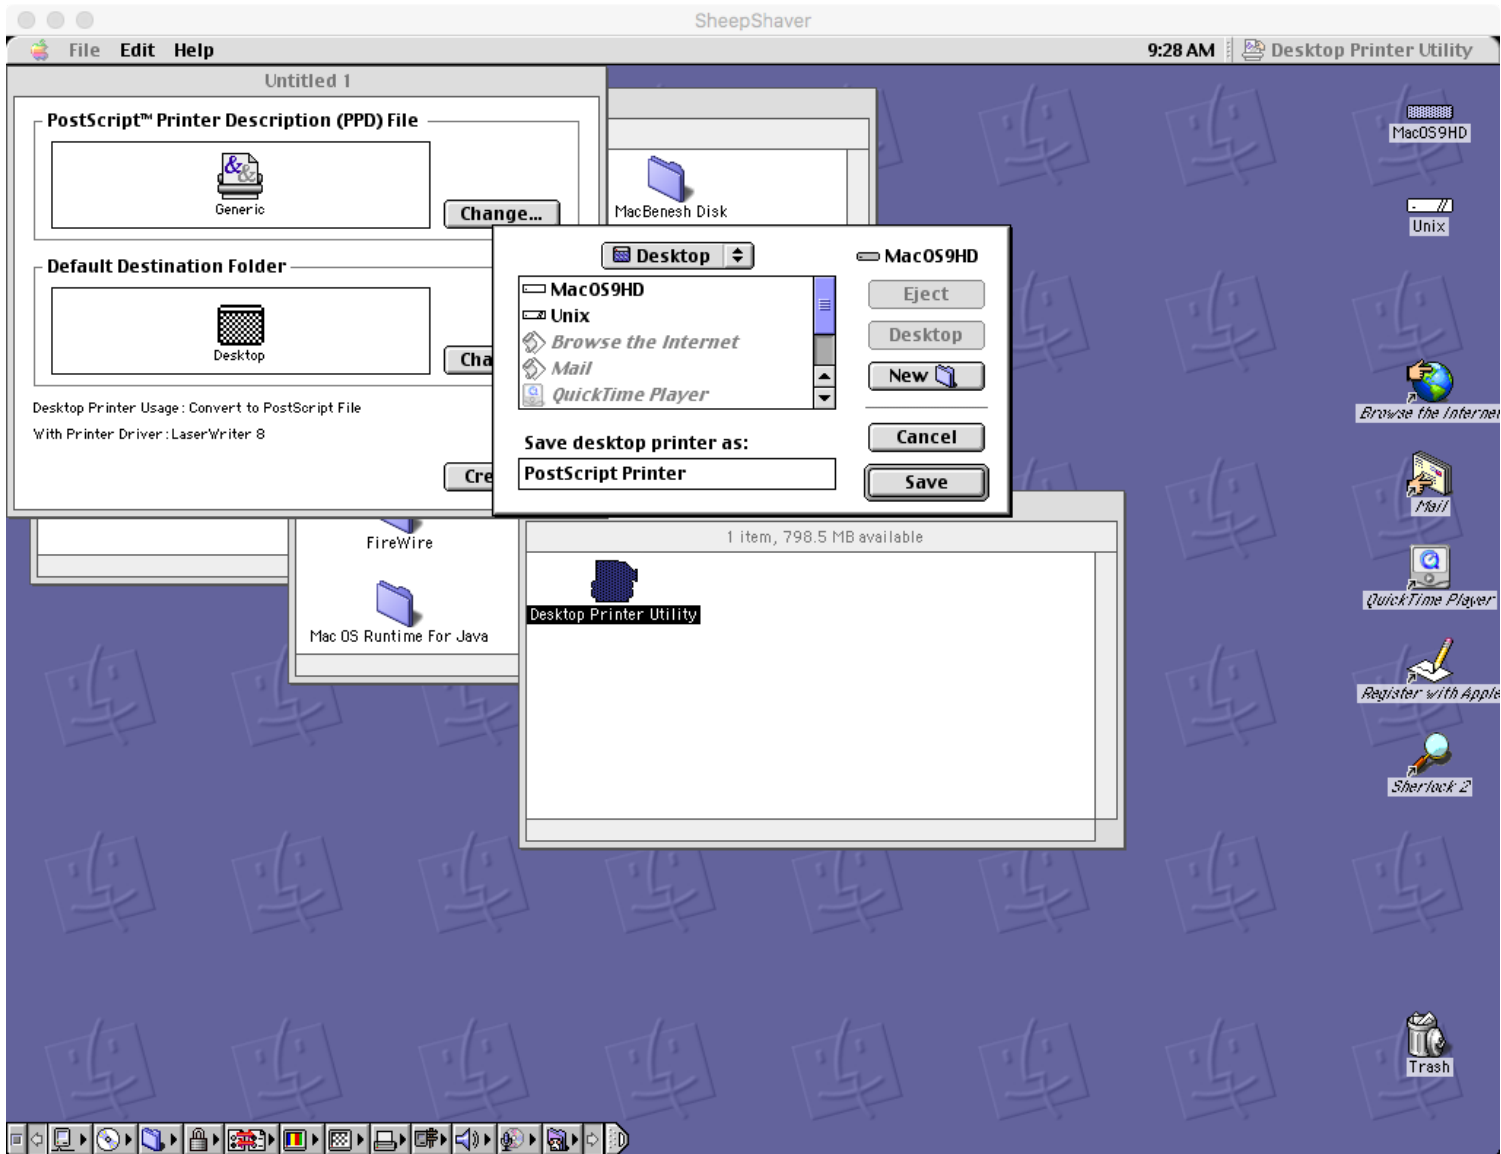 SheepShaver
File Edit Help
9:28 AM Desktop Printer Utility
Untitled 1
PostScript™ Printer Description (PPD) File
Generic
Change...
Default Destination Folder
Desktop
Cha
Desktop Printer Usage : Convert to PostScript File
With Printer Driver : LaserWriter 8
Cre
MacBenesh Disk
Desktop
MacOS9HD
MacOS9HD
Unix
Browse the Internet
Mail
QuickTime Player
Eject
Desktop
New
Cancel
Save desktop printer as:
PostScript Printer
Save
FireWire
Mac OS Runtime For Java
1 item, 798.5 MB available
Desktop Printer Utility
MacOS9HD
Unix
Browse the Internet
Mail
QuickTime Player
Register with Apple
Sherlock 2
Trash